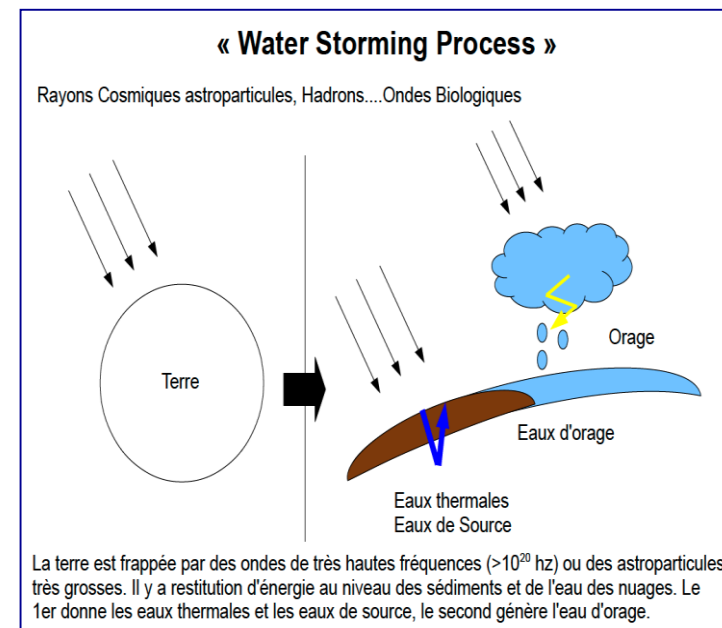 « Water Storming Process »
Rayons Cosmiques astroparticules, Hadrons....Ondes Biologiques
Terre
Orage
Eaux d'orage
Eaux thermales
Eaux de Source
La terre est frappée par des ondes de très hautes fréquences (>10²⁰ hz) ou des astroparticules
très grosses. Il y a restitution d'énergie au niveau des sédiments et de l'eau des nuages. Le
1er donne les eaux thermales et les eaux de source, le second génère l'eau d'orage.